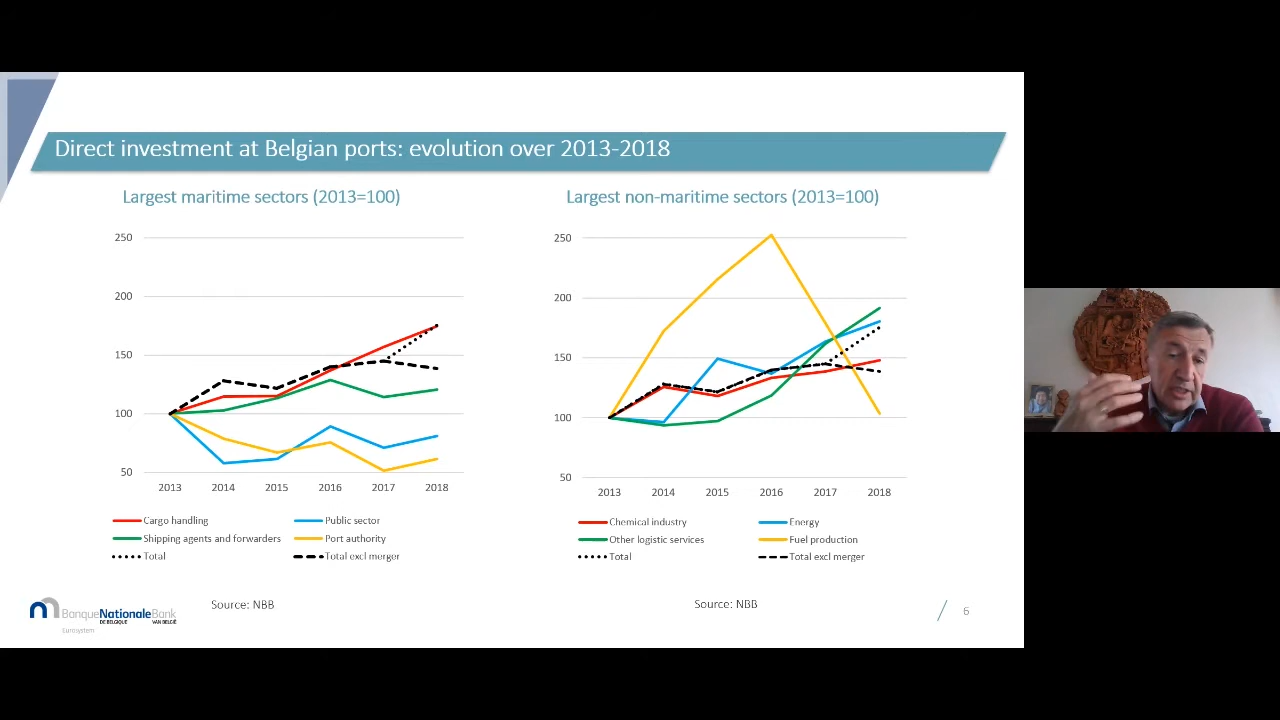 Direct investment at Belgian ports: evolution over 2013-2018
Largest maritime sectors (2013=100)
250
200
150
100
50
2013 2014 2015 2016 2017 2018
Cargo handling Public sector
Shipping agents and forwarders Port authority
Total Total excl merger
Source: NBB
Largest non-maritime sectors (2013=100)
250
200
150
100
50
2013 2014 2015 2016 2017 2018
Chemical industry Energy
Other logistic services Fuel production
Total Total excl merger
Source: NBB
BanqueNationaleBank
DE BELGIQUE VAN BELGIË
Eurosystem
6